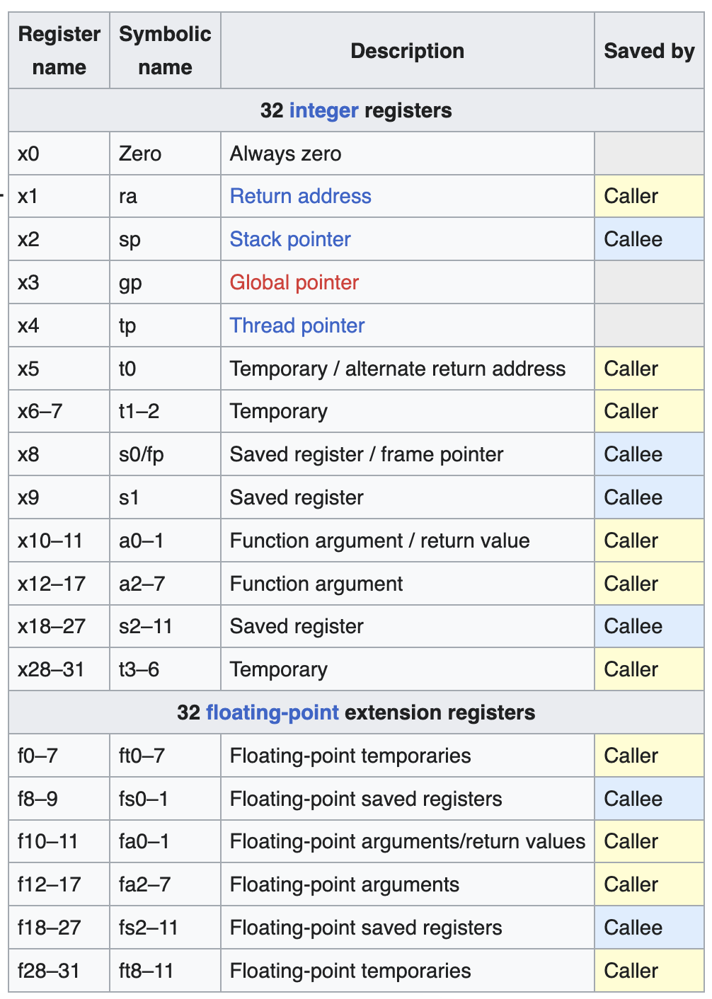 Register name Symbolic name Description Saved by
32 integer registers
x0 Zero Always zero
x1 ra Return address Caller
x2 sp Stack pointer Callee
x3 gp Global pointer
x4 tp Thread pointer
x5 t0 Temporary / alternate return address Caller
x6–7 t1–2 Temporary Caller
x8 s0/fp Saved register / frame pointer Callee
x9 s1 Saved register Callee
x10–11 a0–1 Function argument / return value Caller
x12–17 a2–7 Function argument Caller
x18–27 s2–11 Saved register Callee
x28–31 t3–6 Temporary Caller
32 floating-point extension registers
f0–7 ft0–7 Floating-point temporaries Caller
f8–9 fs0–1 Floating-point saved registers Callee
f10–11 fa0–1 Floating-point arguments/return values Caller
f12–17 fa2–7 Floating-point arguments Caller
f18–27 fs2–11 Floating-point saved registers Callee
f28–31 ft8–11 Floating-point temporaries Caller